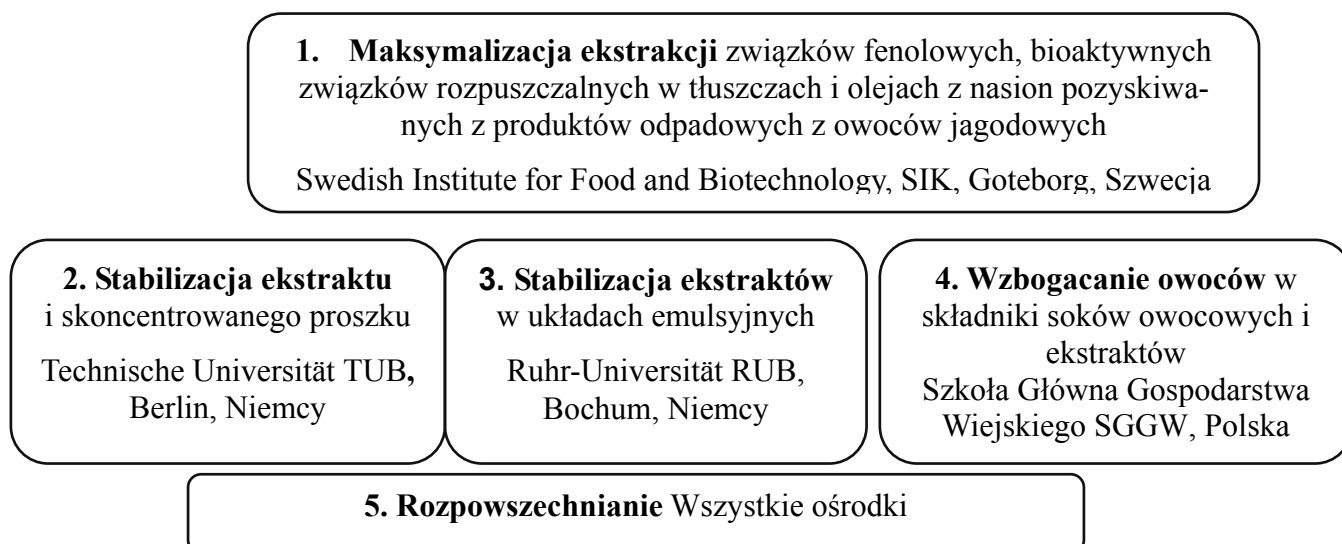 1. Maksymalizacja ekstrakcji związków fenolowych, bioaktywnych
związków rozpuszczalnych w tłuszczach i olejach z nasion pozyskiwa-
nych z produktów odpadowych z owoców jagodowych
Swedish Institute for Food and Biotechnology, SIK, Goteborg, Szwecja
2. Stabilizacja ekstraktu
i skoncentrowanego proszku
Technische Universität TUB,
Berlin, Niemcy
3. Stabilizacja ekstraktów
w układach emulsyjnych
Ruhr-Universität RUB,
Bochum, Niemcy
4. Wzbogacanie owoców w
składniki soków owocowych i
ekstraktów
Szkoła Główna Gospodarstwa
Wiejskiego SGGW, Polska
5. Rozpowszechnianie Wszystkie ośrodki